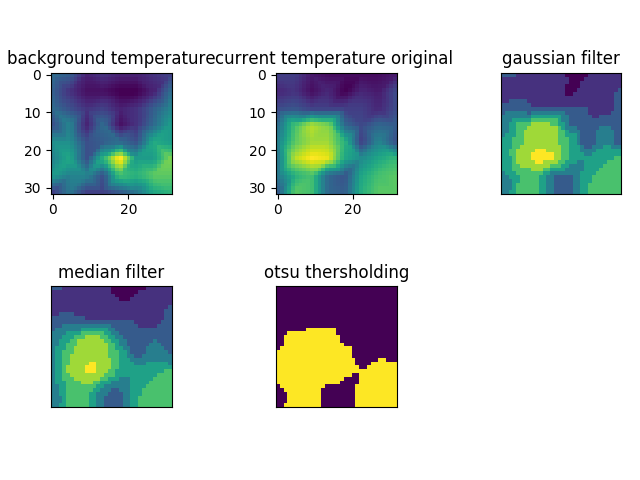 background temperature
current temperature original
gaussian filter
0
10
20
30
0
20
0
10
20
30
0
20
median filter
otsu thersholding